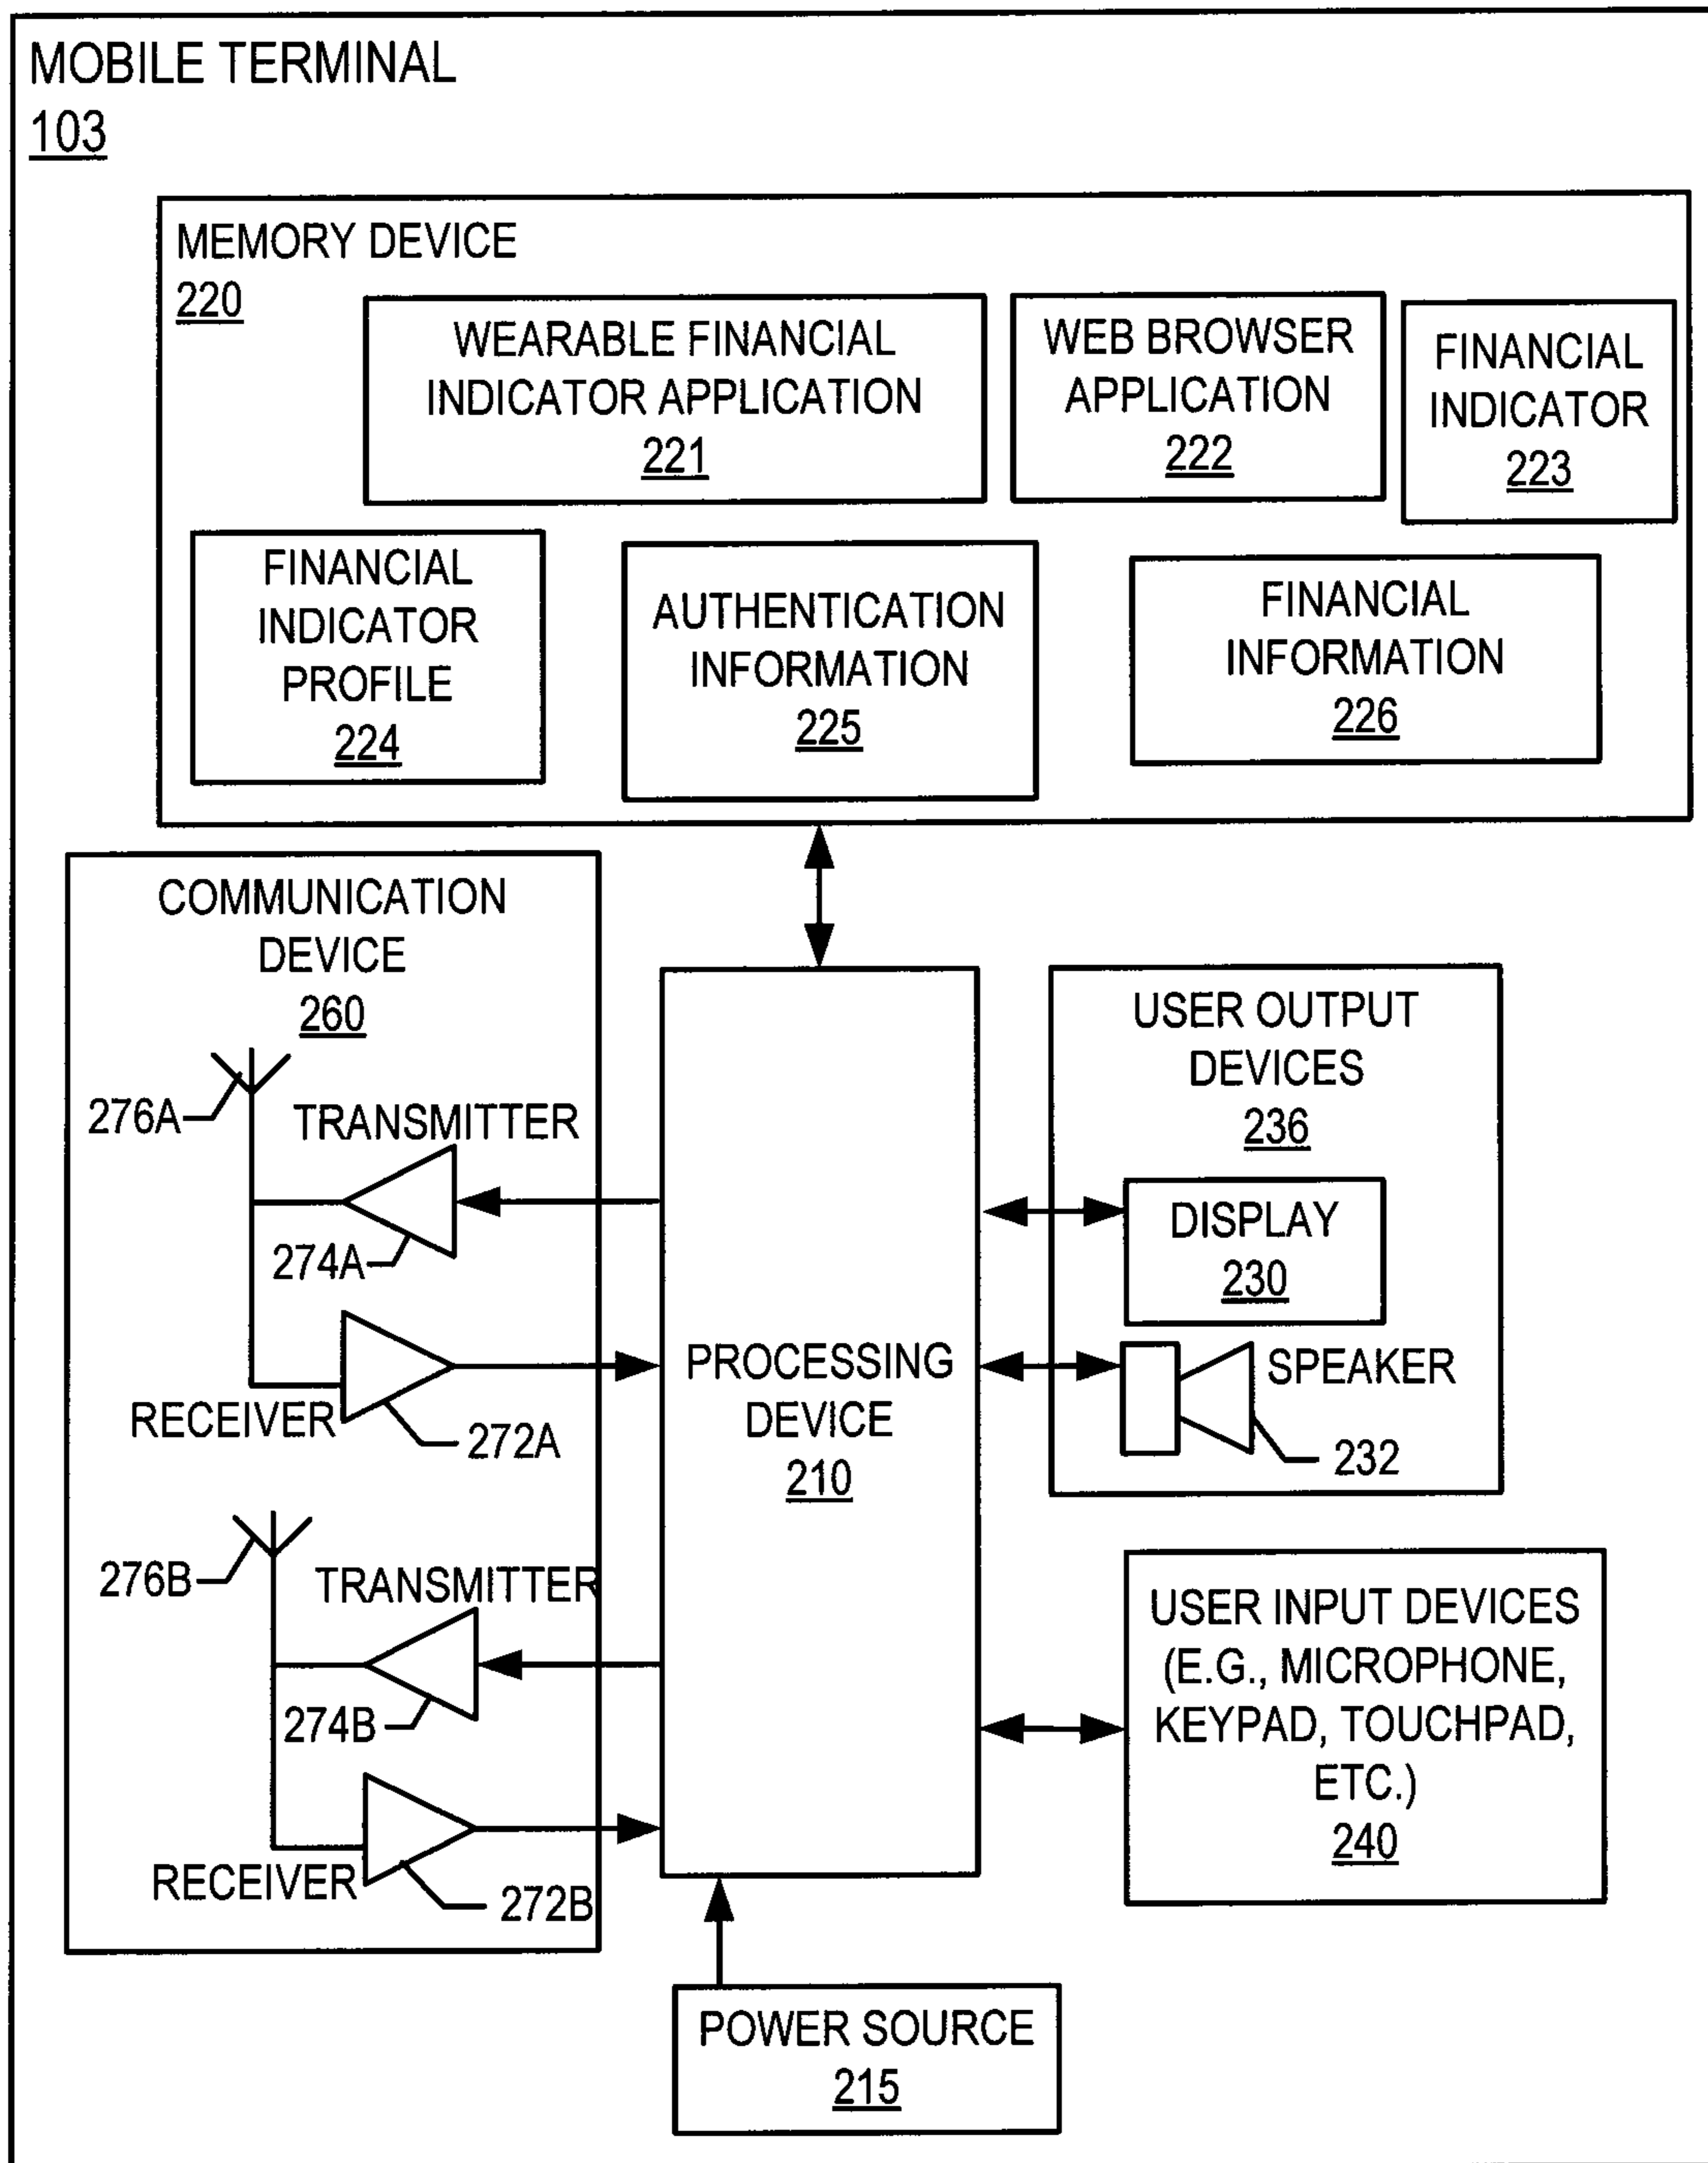 MOBILE TERMINAL
103
MEMORY DEVICE
220
WEARABLE FINANCIAL
INDICATOR APPLICATION
221
WEB BROWSER
APPLICATION
222
FINANCIAL
INDICATOR
223
FINANCIAL
INDICATOR
PROFILE
224
AUTHENTICATION
INFORMATION
225
FINANCIAL
INFORMATION
226
COMMUNICATION
DEVICE
260
276A
TRANSMITTER
274A
RECEIVER
272A
276B
TRANSMITTER
274B
RECEIVER
272B
PROCESSING
DEVICE
210
USER OUTPUT
DEVICES
236
DISPLAY
230
SPEAKER
232
USER INPUT DEVICES
(E.G., MICROPHONE,
KEYPAD, TOUCHPAD,
ETC.)
240
POWER SOURCE
215